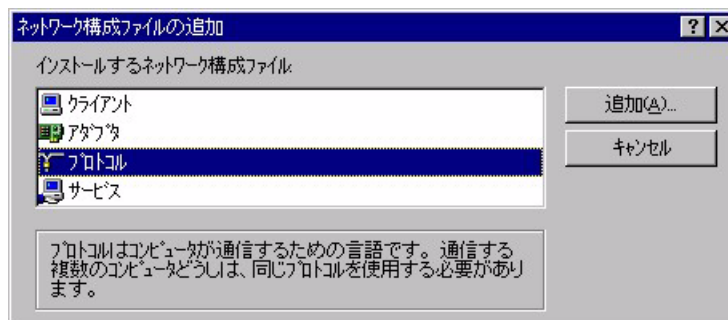 ネットワーク構成ファイルの追加
インストールするネットワーク構成ファイル:
クライアント
アダプタ
プロトコル
サービス
追加(A)...
キャンセル
プロトコルはコンピュータが通信するための言語です。通信する
複数のコンピュータどうしは、同じプロトコルを使用する必要があり
ます。